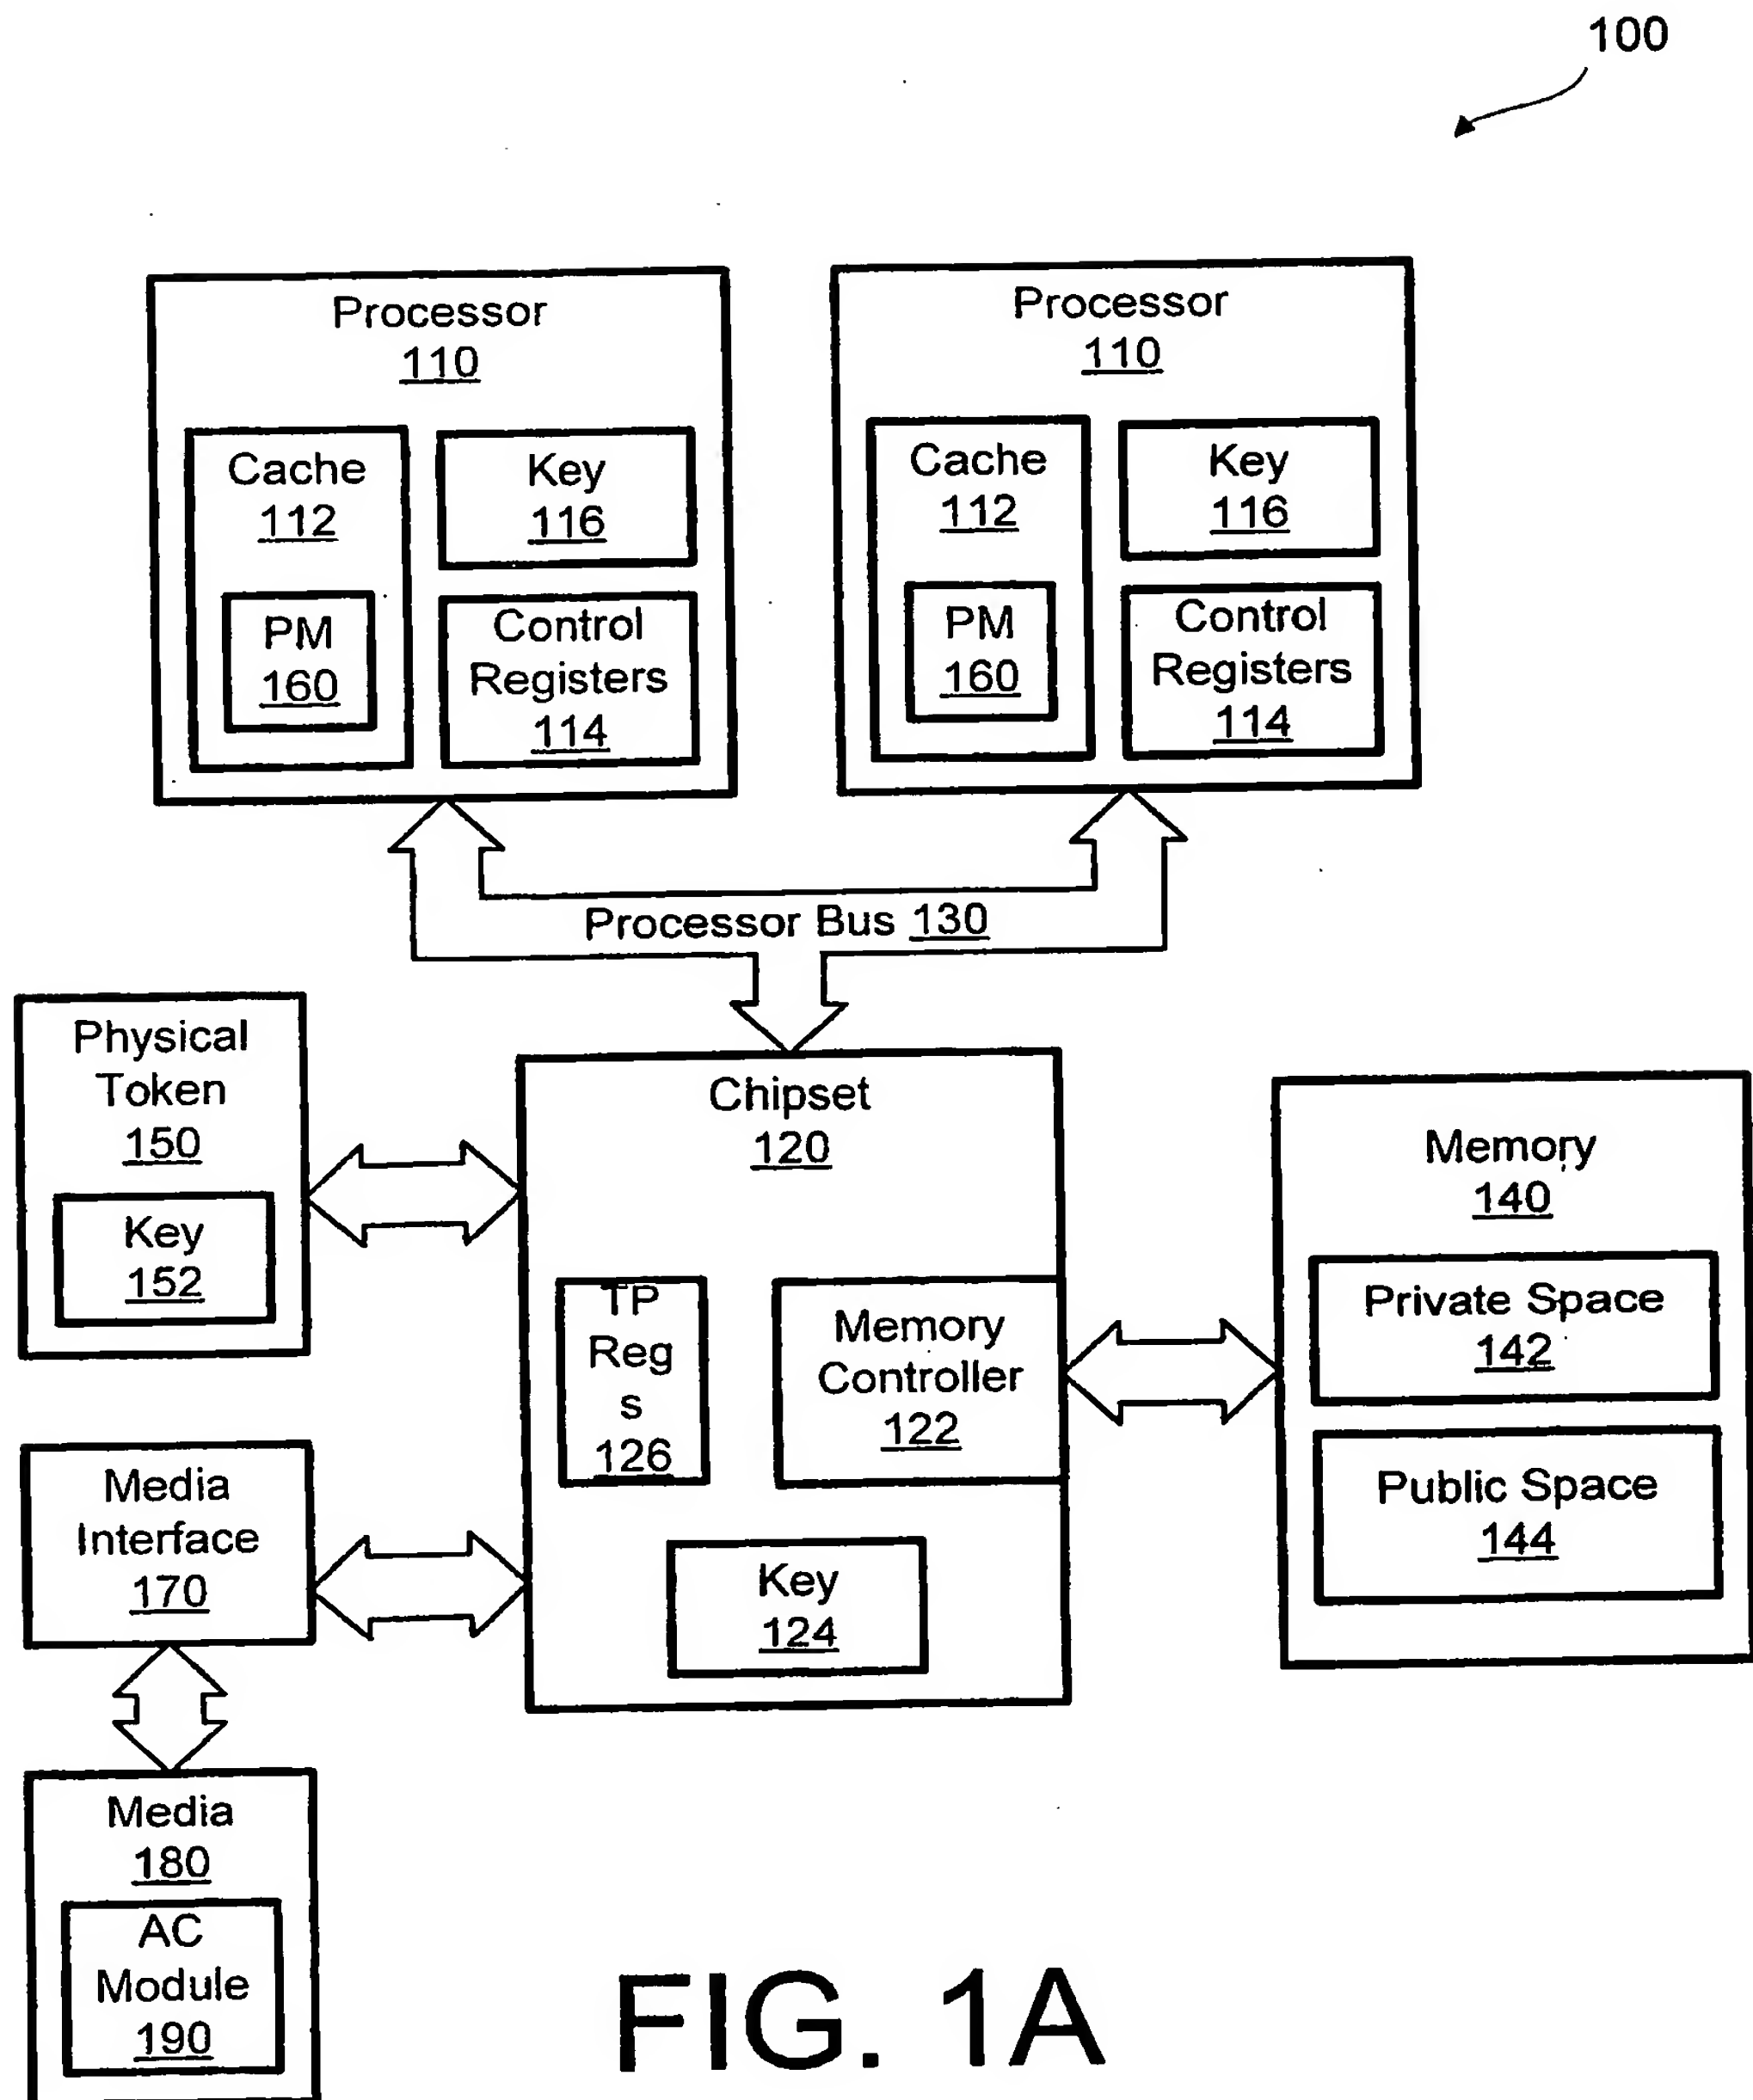 100
Processor
110
Cache
112
PM
160
Key
116
Control
Registers
114
Processor
110
Cache
112
PM
160
Key
116
Control
Registers
114
Processor Bus 130
Physical
Token
150
Key
152
Chipset
120
TP
Reg
s
126
Memory
Controller
122
Key
124
Memory
140
Private Space
142
Public Space
144
Media
Interface
170
Media
180
AC
Module
190
FIG. 1A